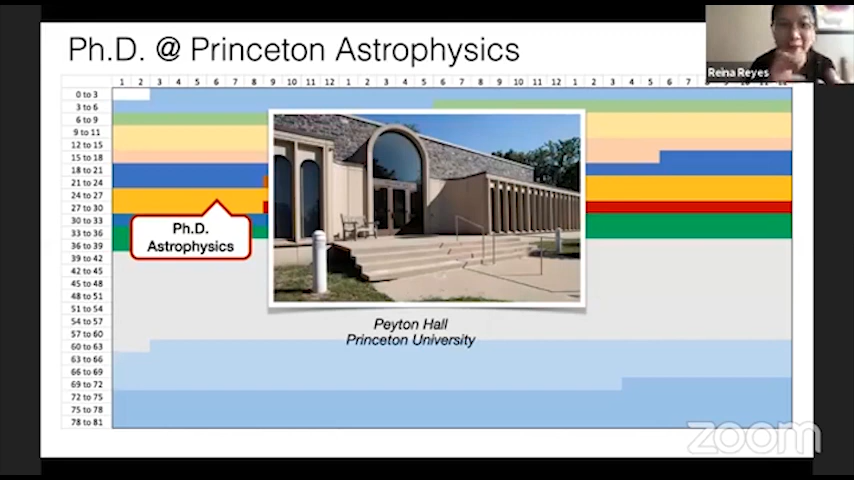 Ph.D. @ Princeton Astrophysics
Reina Reyes
1 2 3 4 5 6 7 8 9 10 11 12 1 2 3 4 5 6 7 8 9 10 11 12 1 2 3 4 5 6 7 8
0 to 3
3 to 6
6 to 9
9 to 11
12 to 15
15 to 18
18 to 21
21 to 24
24 to 27
27 to 30
30 to 33
33 to 36
36 to 39
39 to 42
42 to 45
45 to 48
48 to 51
51 to 54
54 to 57
57 to 60
60 to 63
63 to 66
66 to 69
69 to 72
72 to 75
75 to 78
78 to 81
Ph.D.
Astrophysics
Peyton Hall
Princeton University
zoom